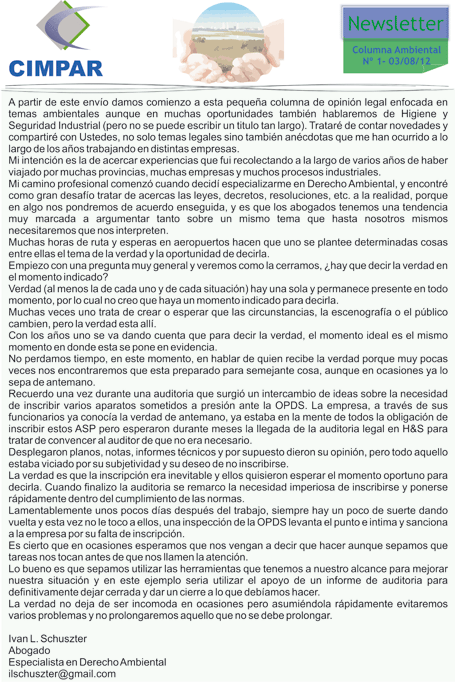 CIMPAR
Newsletter
Columna Ambiental
Nº 1- 03/08/12
A partir de este envío damos comienzo a esta pequeña columna de opinión legal enfocada en
temas ambientales aunque en muchas oportunidades también hablaremos de Higiene y
Seguridad Industrial (pero no se puede escribir un titulo tan largo). Trataré de contar novedades y
compartiré con Ustedes, no solo temas legales sino también anécdotas que me han ocurrido a lo
largo de los años trabajando en distintas empresas.
Mi intención es la de acercar experiencias que fui recolectando a la largo de varios años de haber
viajado por muchas provincias, muchas empresas y muchos procesos industriales.
Mi camino profesional comenzó cuando decidí especializarme en Derecho Ambiental, y encontré
como gran desafío tratar de acercas las leyes, decretos, resoluciones, etc. a la realidad, porque
en algo nos pondremos de acuerdo enseguida, y es que los abogados tenemos una tendencia
muy marcada a argumentar tanto sobre un mismo tema que hasta nosotros mismos
necesitaremos que nos interpreten.
Muchas horas de ruta y esperas en aeropuertos hacen que uno se plantee determinadas cosas
entre ellas el tema de la verdad y la oportunidad de decirla.
Empiezo con una pregunta muy general y veremos como la cerramos, ¿hay que decir la verdad en
el momento indicado?
Verdad (al menos la de cada uno y de cada situación) hay una sola y permanece presente en todo
momento, por lo cual no creo que haya un momento indicado para decirla.
Muchas veces uno trata de crear o esperar que las circunstancias, la escenografía o el público
cambien, pero la verdad esta allí.
Con los años uno se va dando cuenta que para decir la verdad, el momento ideal es el mismo
momento en donde esta se pone en evidencia.
No perdamos tiempo, en este momento, en hablar de quien recibe la verdad porque muy pocas
veces nos encontraremos que esta preparado para semejante cosa, aunque en ocasiones ya lo
sepa de antemano.
Recuerdo una vez durante una auditoria que surgió un intercambio de ideas sobre la necesidad
de inscribir varios aparatos sometidos a presión ante la OPDS. La empresa, a través de sus
funcionarios ya conocía la verdad de antemano, ya estaba en la mente de todos la obligación de
inscribir estos ASP pero esperaron durante meses la llegada de la auditoria legal en H&S para
tratar de convencer al auditor de que no era necesario.
Desplegaron planos, notas, informes técnicos y por supuesto dieron su opinión, pero todo aquello
estaba viciado por su subjetividad y su deseo de no inscribirse.
La verdad es que la inscripción era inevitable y ellos quisieron esperar el momento oportuno para
decirla. Cuando finalizo la auditoria se remarco la necesidad imperiosa de inscribirse y ponerse
rápidamente dentro del cumplimiento de las normas.
Lamentablemente unos pocos días después del trabajo, siempre hay un poco de suerte dando
vuelta y esta vez no le toco a ellos, una inspección de la OPDS levanta el punto e intima y sanciona
a la empresa por su falta de inscripción.
Es cierto que en ocasiones esperamos que nos vengan a decir que hacer aunque sepamos que
tareas nos tocan antes de que nos llamen la atención.
Lo bueno es que sepamos utilizar las herramientas que tenemos a nuestro alcance para mejorar
nuestra situación y en este ejemplo seria utilizar el apoyo de un informe de auditoria para
definitivamente dejar cerrada y dar un cierre a lo que debíamos hacer.
La verdad no deja de ser incomoda en ocasiones pero asumiéndola rápidamente evitaremos
varios problemas y no prolongaremos aquello que no se debe prolongar.
Ivan L. Schuszter
Abogado
Especialista en Derecho Ambiental
ilschuszter@gmail.com